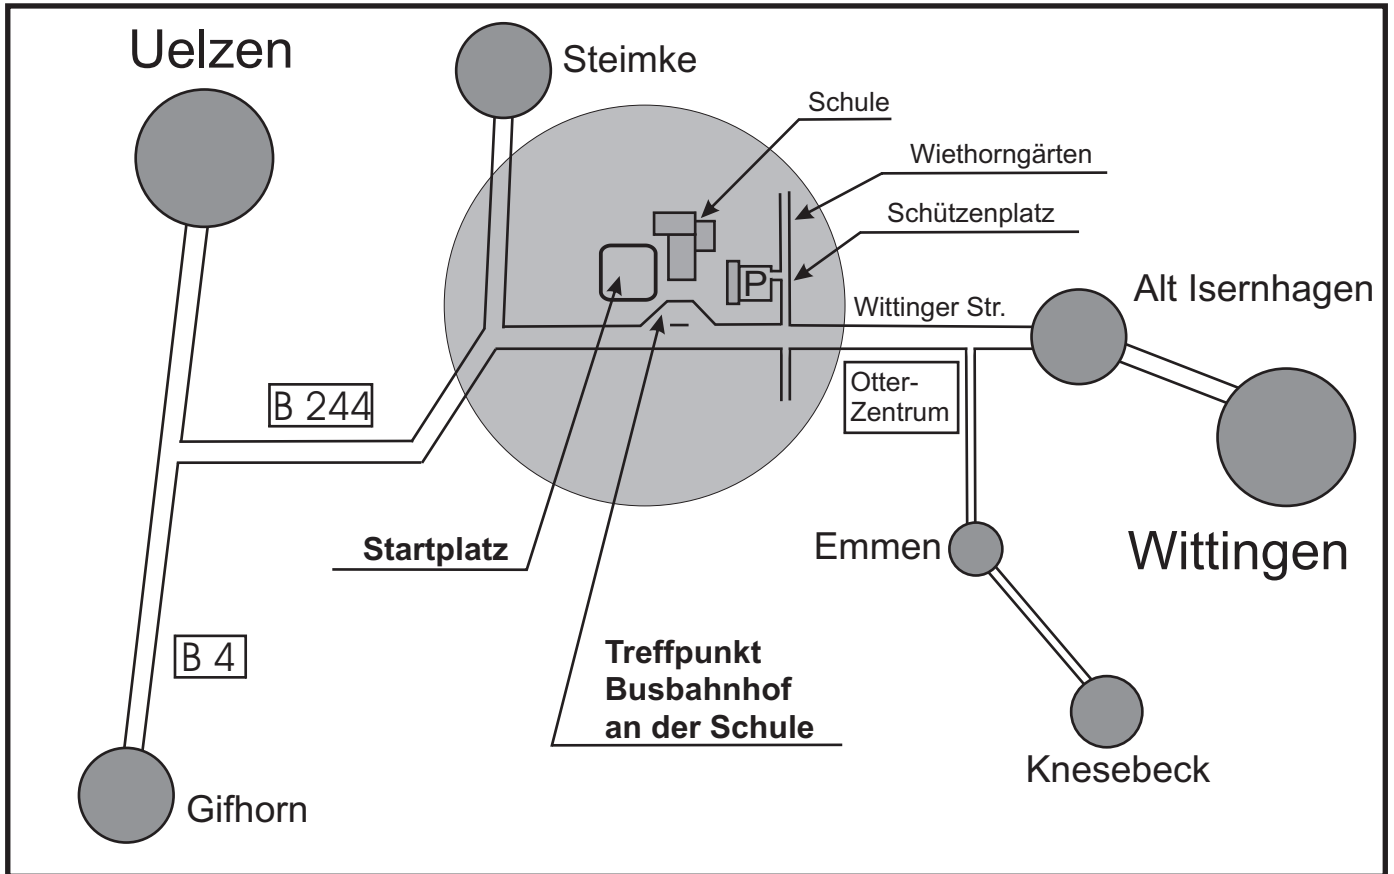 Uelzen
Steimke
Schule
Wiethorngärten
Schützenplatz
P
Alt Isernhagen
Wittinger Str.
B 244
Otter-
Zentrum
Startplatz
Emmen
Wittingen
B 4
Treffpunkt
Busbahnhof
an der Schule
Knesebeck
Gifhorn